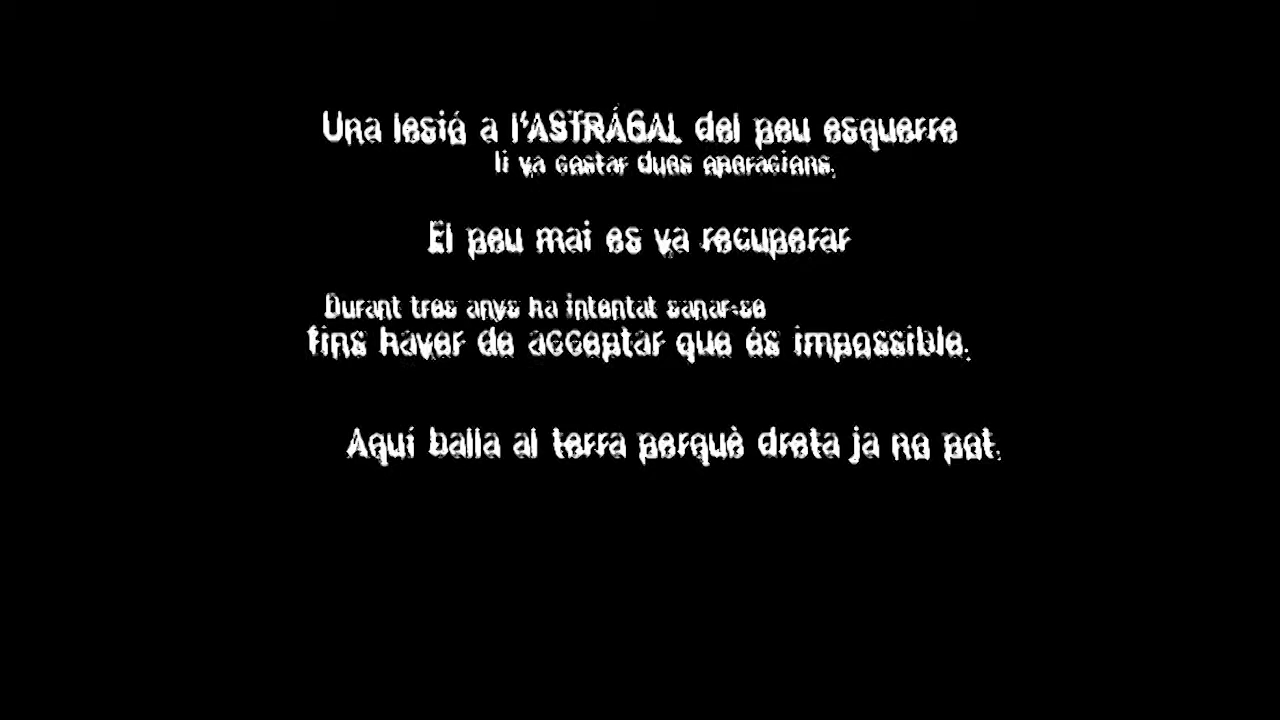 Una lesió a l'ASTRÁGAL del peu esquerre
li va costar dues operacions.
El peu mai es va recuperar
Durant tres anys ha intentat sanar-se
fins haver de acceptar que és impossible.
Aquí balla al terra perquè dreta ja no pot.